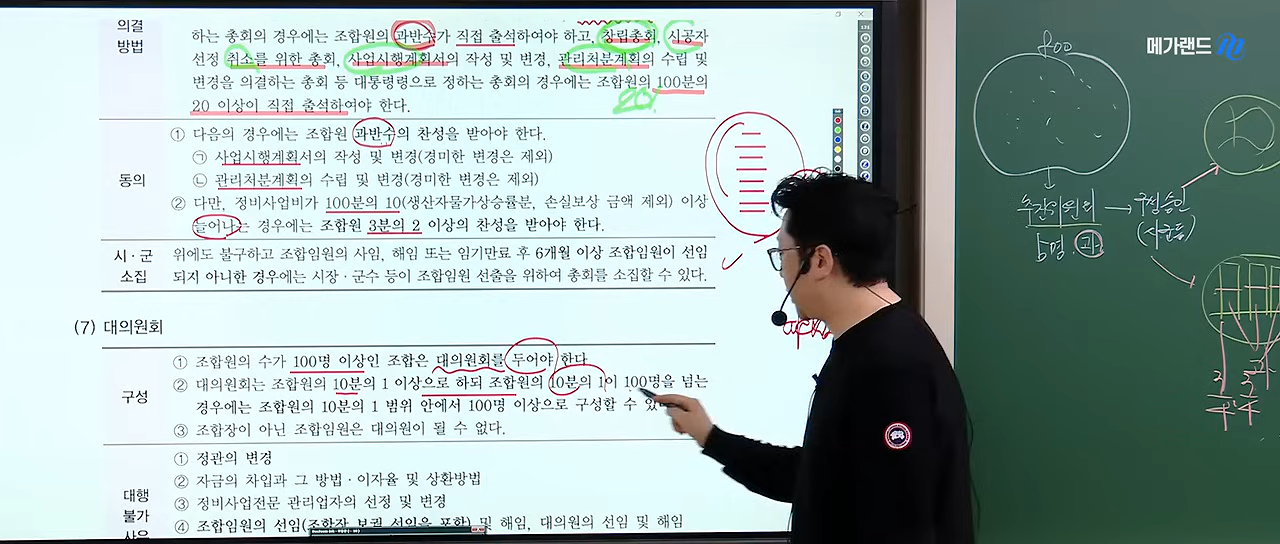 의결
방법
하는 총회의 경우에는 조합원의 과반수가 직접 출석하여야 하고, 창립총회, 시공자
선정 취소를 위한 총회, 사업시행계획서의 작성 및 변경, 관리처분계획의 수립 및
변경을 의결하는 총회 등 대통령령으로 정하는 총회의 경우에는 조합원의 100분의
20 이상이 직접 출석하여야 한다.
동의
① 다음의 경우에는 조합원 과반수의 찬성을 받아야 한다.
㉠ 사업시행계획서의 작성 및 변경(경미한 변경은 제외)
㉡ 관리처분계획의 수립 및 변경(경미한 변경은 제외)
② 다만, 정비사업비가 100분의 10(생산자물가상승률분, 손실보상 금액 제외) 이상
늘어나는 경우에는 조합원 3분의 2 이상의 찬성을 받아야 한다.
시·군
소집
위에도 불구하고 조합임원의 사임, 해임 또는 임기만료 후 6개월 이상 조합임원이 선임
되지 아니한 경우에는 시장·군수 등이 조합임원 선출을 위하여 총회를 소집할 수 있다.
(7) 대의원회
구성
① 조합원의 수가 100명 이상인 조합은 대의원회를 두어야 한다
② 대의원회는 조합원의 10분의 1 이상으로 하되 조합원의 10분의 1이 100명을 넘는
경우에는 조합원의 10분의 1 범위 안에서 100명 이상으로 구성할 수 있
③ 조합장이 아닌 조합임원은 대의원이 될 수 없다.
대행
불가
사유
① 정관의 변경
② 자금의 차입과 그 방법·이자율 및 상환방법
③ 정비사업전문 관리업자의 선정 및 변경
④ 조합임원의 선임(조합장 보궐 선임을 포함) 및 해임, 대의원의 선임 및 해임
메가랜드
추진위원회
5명. 과
구청승인
3/4